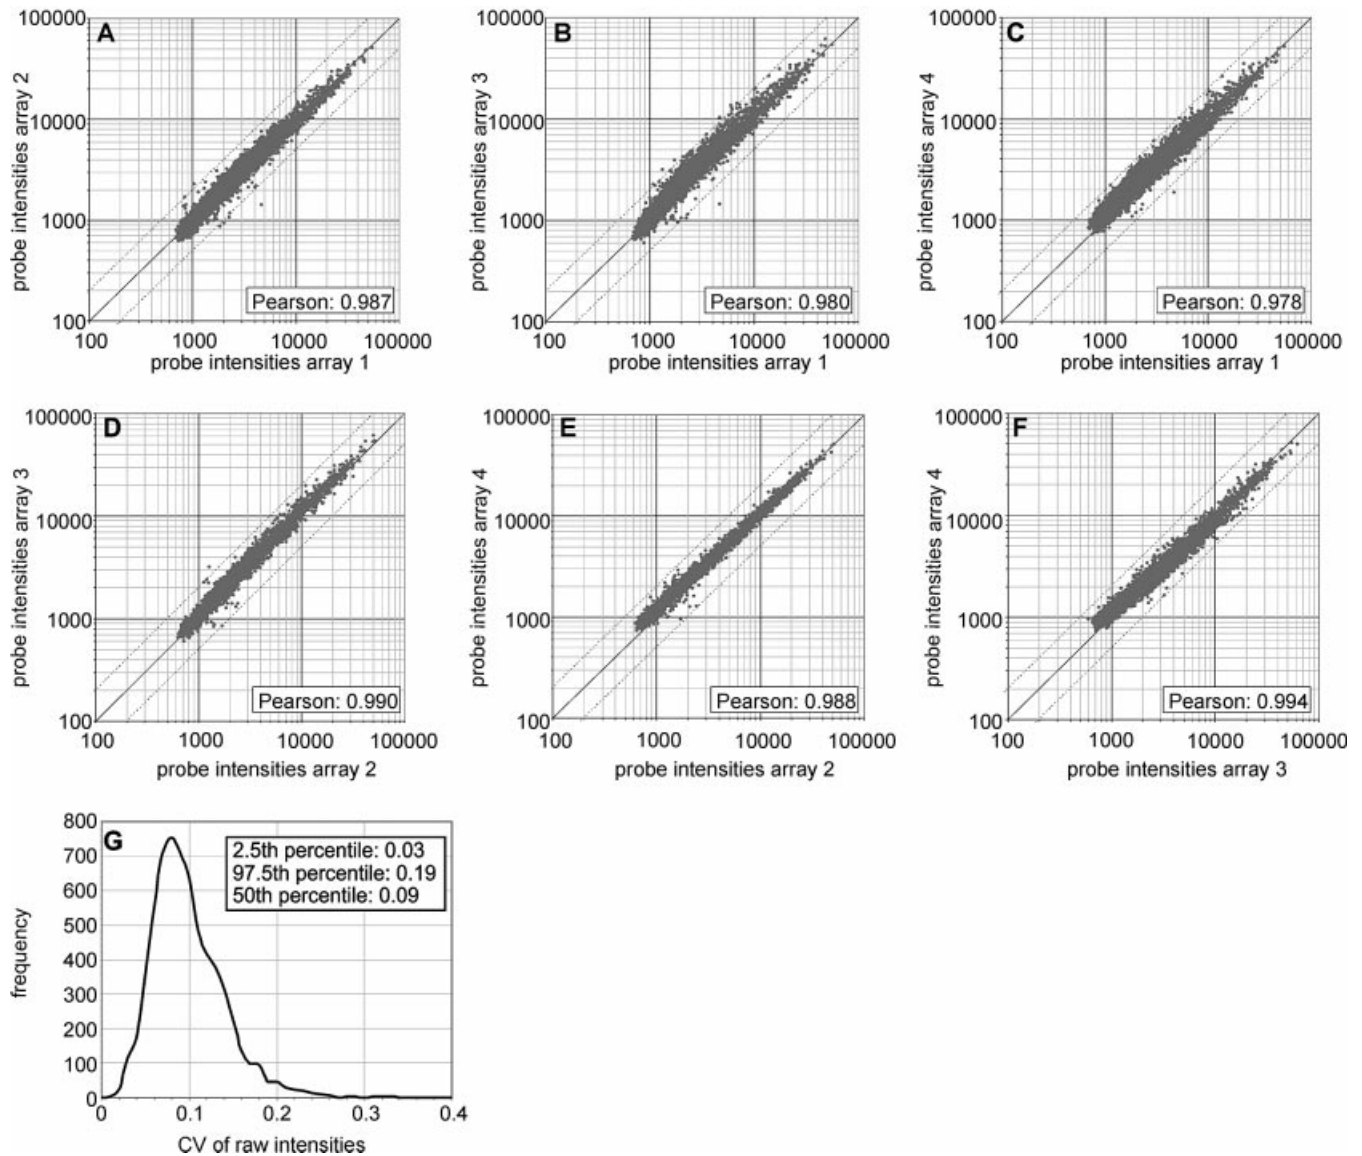 A
100000
10000
1000
100
probe intensities array 2
100 1000 10000 100000
probe intensities array 1
Pearson: 0.987
B
100000
10000
1000
100
probe intensities array 3
100 1000 10000 100000
probe intensities array 1
Pearson: 0.980
C
100000
10000
1000
100
probe intensities array 4
100 1000 10000 100000
probe intensities array 1
Pearson: 0.978
D
100000
10000
1000
100
probe intensities array 3
100 1000 10000 100000
probe intensities array 2
Pearson: 0.990
E
100000
10000
1000
100
probe intensities array 4
100 1000 10000 100000
probe intensities array 2
Pearson: 0.988
F
100000
10000
1000
100
probe intensities array 4
100 1000 10000 100000
probe intensities array 3
Pearson: 0.994
G
800
700
600
500
400
300
200
100
0
frequency
2.5th percentile: 0.03
97.5th percentile: 0.19
50th percentile: 0.09
0 0.1 0.2 0.3 0.4
CV of raw intensities